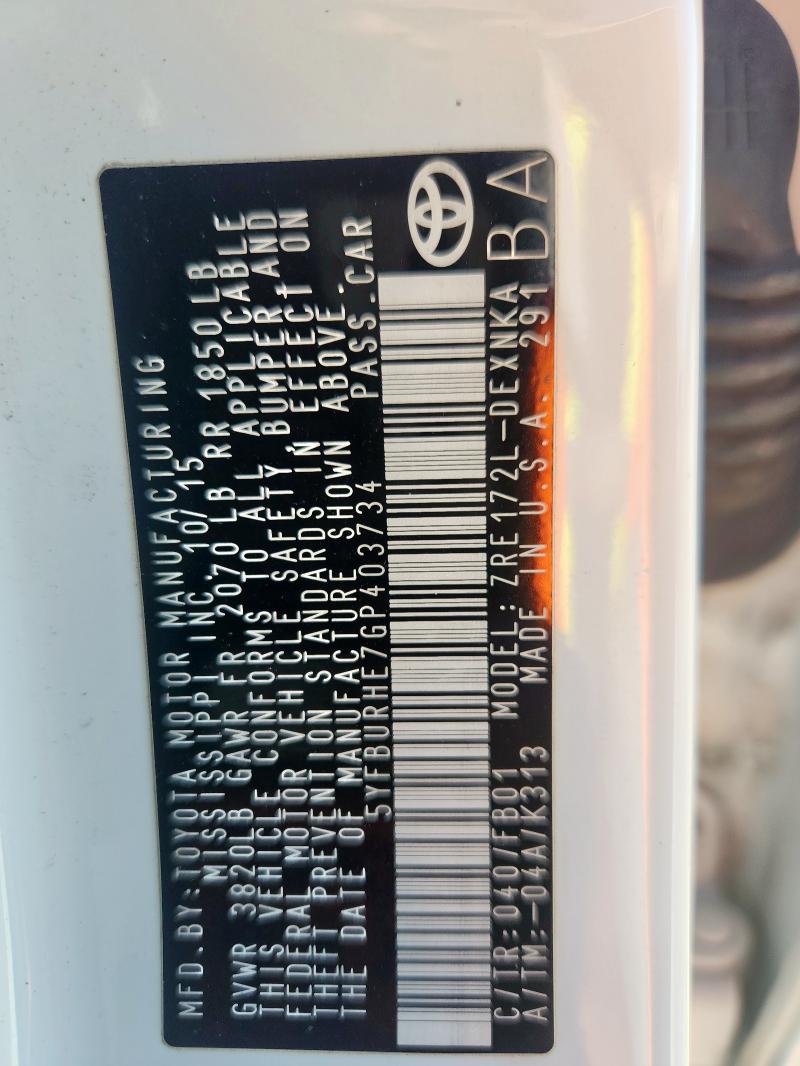 MFD.BY:TOYOTA MOTOR MANUFACTURING
MISSISSIPPI INC. 10/15
GVWR 3820LB GAWR FR 2070 LB RR 1850 LB
THIS VEHICLE CONFORMS TO ALL APPLICABLE
FEDERAL MOTOR VEHICLE SAFETY, BUMPER AND
THEFT PREVENTION STANDARDS IN EFFECT ON
THE DATE OF MANUFACTURE SHOWN ABOVE.
5YFBURHE7GP403734 PASS.CAR
C/TR:040/FB01 MODEL: ZRE172L-DEXNKA
A/TM:-04A/K313 MADE IN U.S.A. 291 BA